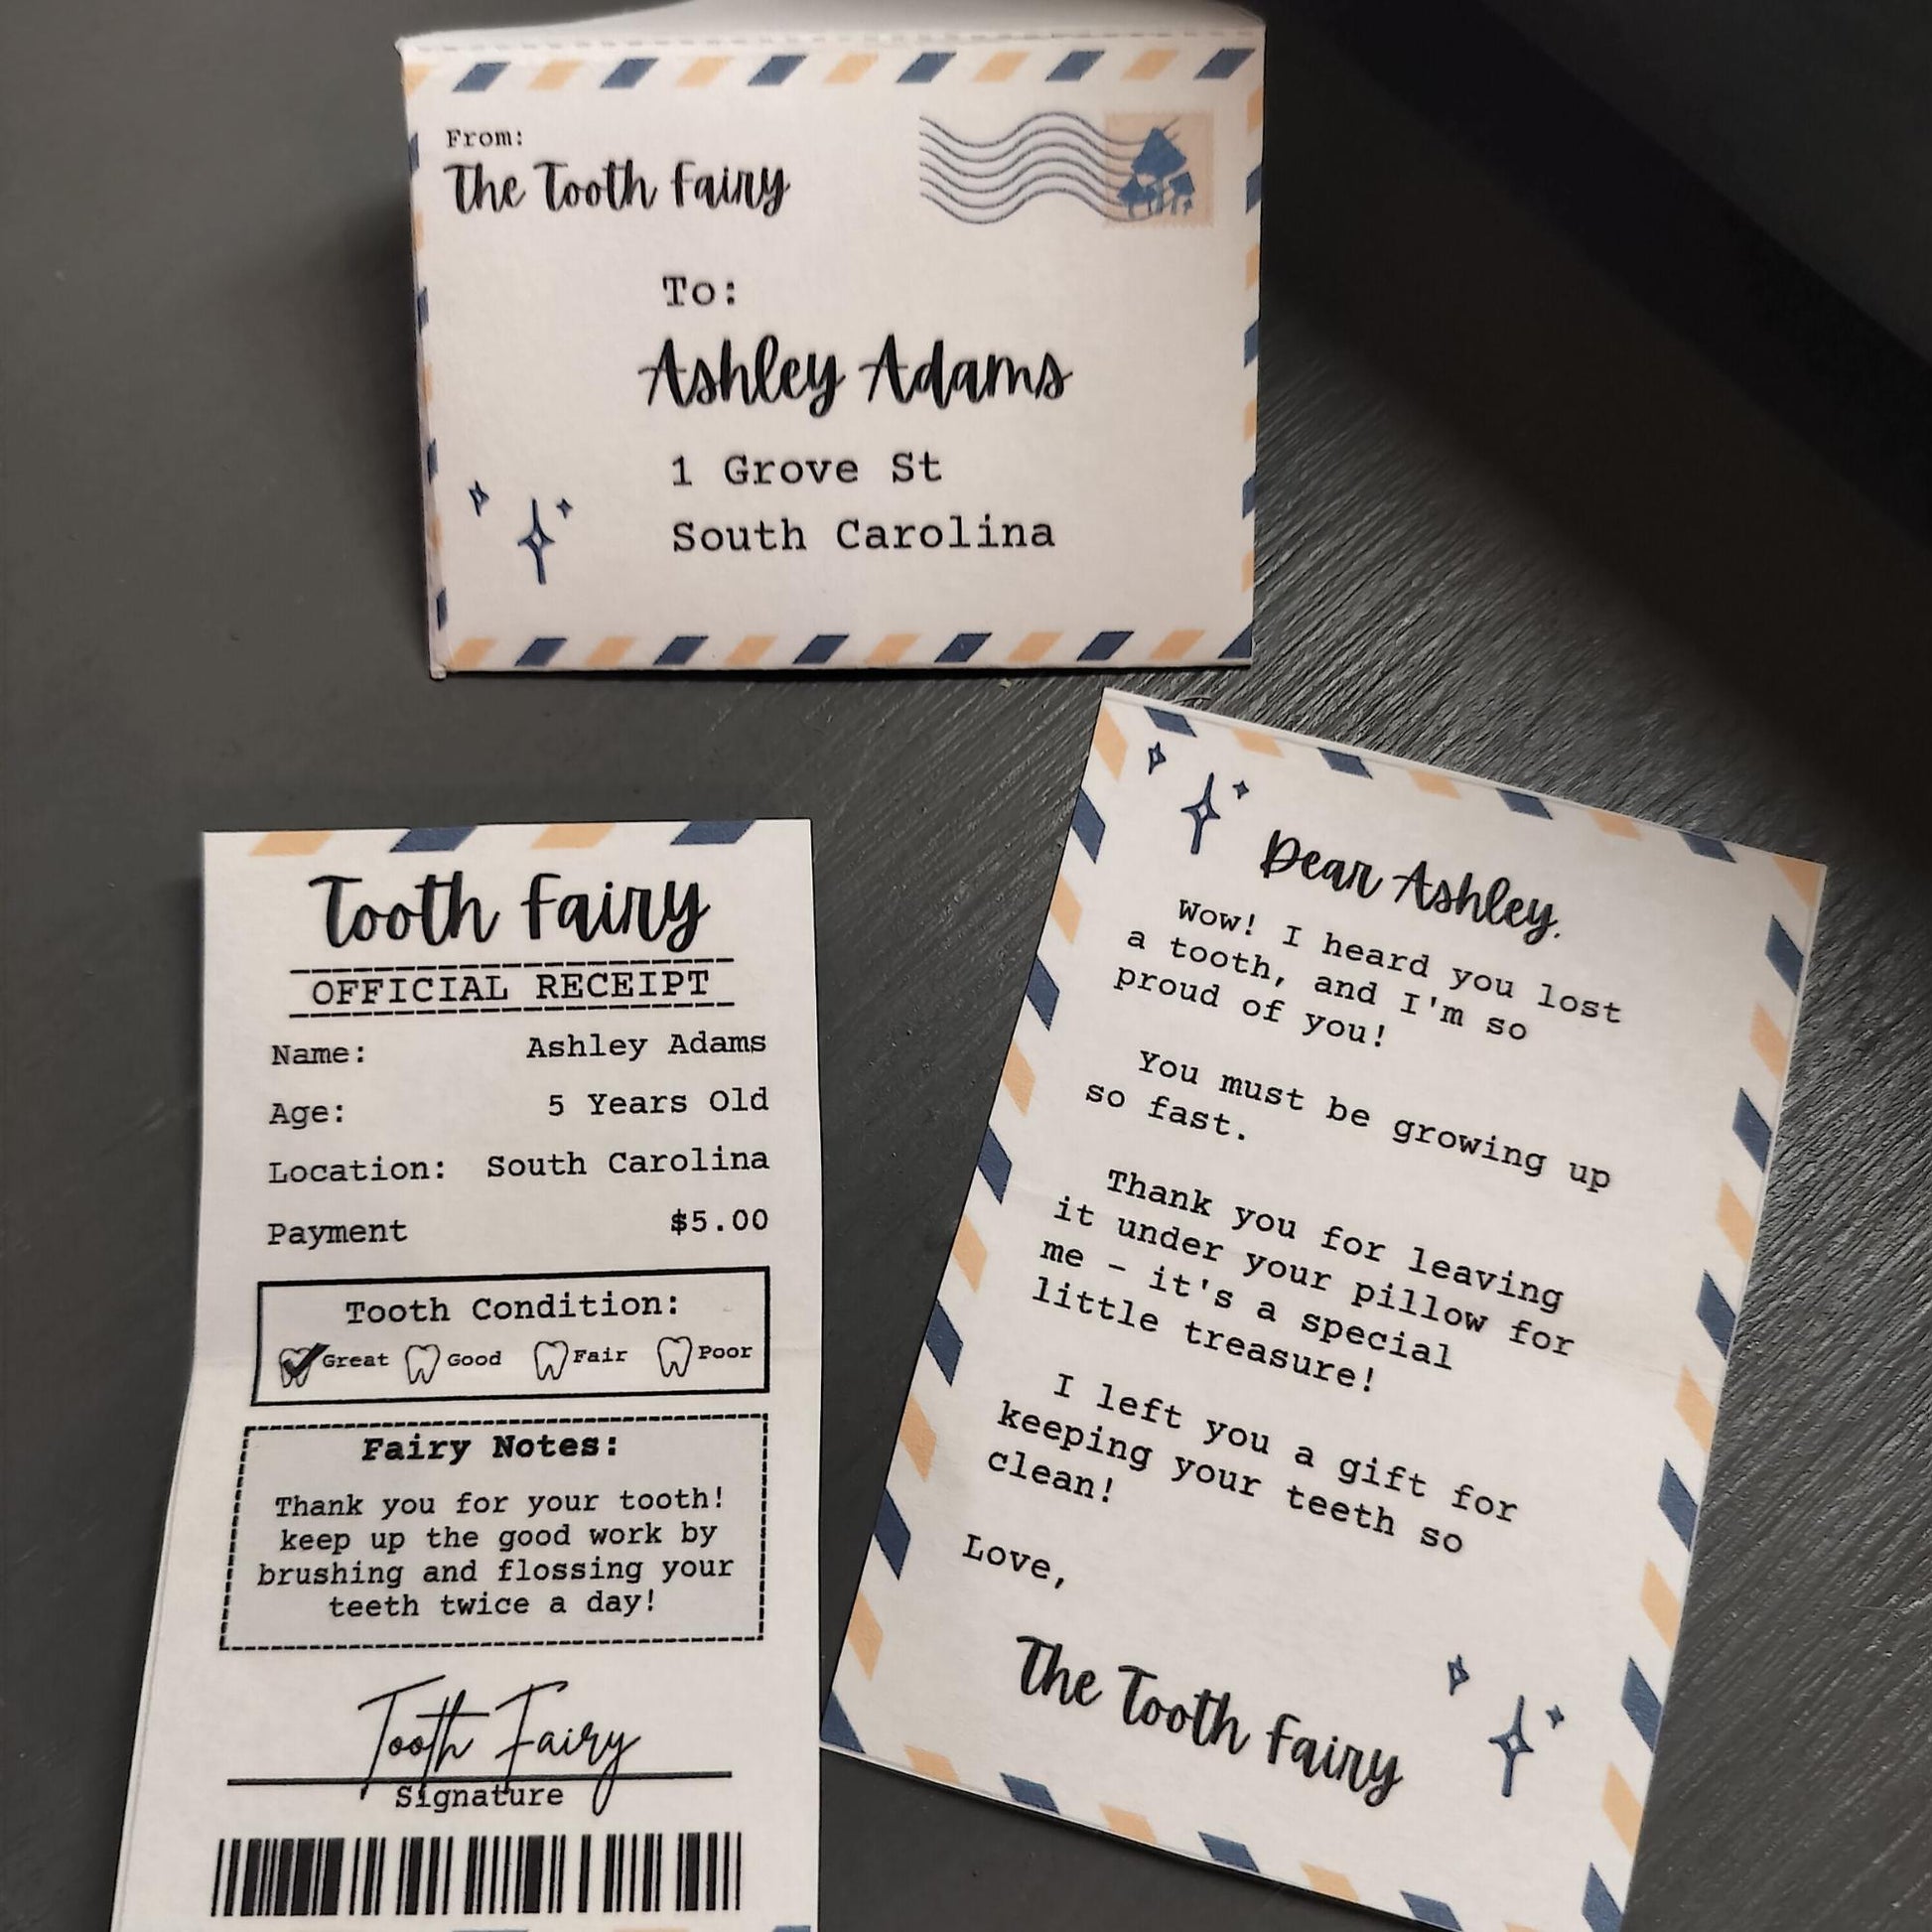 From:
The Tooth Fairy
To:
Ashley Adams
1 Grove St
South Carolina
Tooth Fairy
OFFICIAL RECEIPT
Name: Ashley Adams
Age: 5 Years Old
Location: South Carolina
Payment $5.00
Tooth Condition:
Great Good Fair Poor
Fairy Notes:
Thank you for your tooth!
keep up the good work by
brushing and flossing your
teeth twice a day!
Tooth Fairy
Signature
Dear Ashley,
Wow! I heard you lost
a tooth, and I'm so
proud of you!
You must be growing up
so fast.
Thank you for leaving
it under your pillow for
me - it's a special
little treasure!
I left you a gift for
keeping your teeth so
clean!
Love,
The Tooth Fairy